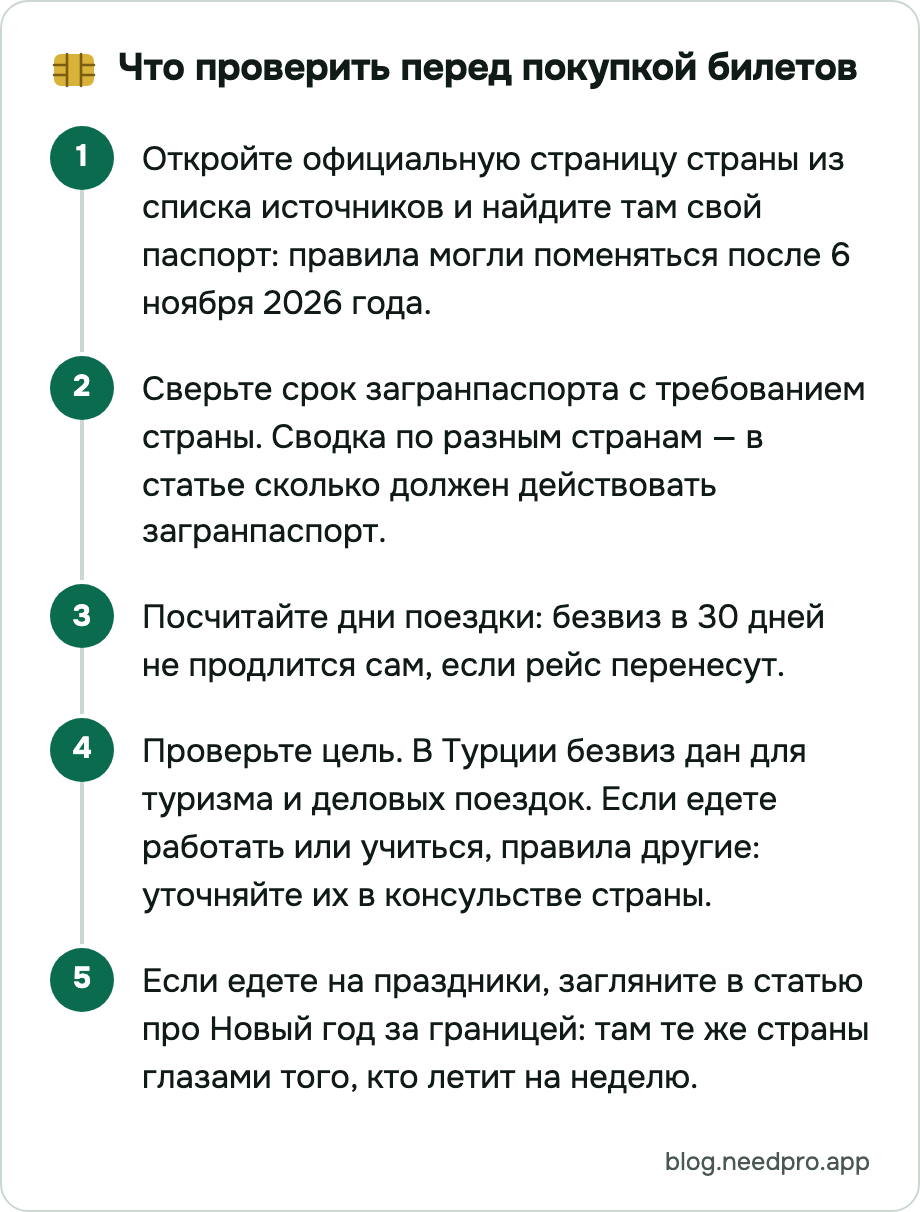 Что проверить перед покупкой билетов
1
Откройте официальную страницу страны из
списка источников и найдите там свой
паспорт: правила могли поменяться после 6
ноября 2026 года.
2
Сверьте срок загранпаспорта с требованием
страны. Сводка по разным странам — в
статье сколько должен действовать
загранпаспорт.
3
Посчитайте дни поездки: безвиз в 30 дней
не продлится сам, если рейс перенесут.
4
Проверьте цель. В Турции безвиз дан для
туризма и деловых поездок. Если едете
работать или учиться, правила другие:
уточняйте их в консульстве страны.
5
Если едете на праздники, загляните в статью
про Новый год за границей: там те же страны
глазами того, кто летит на неделю.
blog.needpro.app